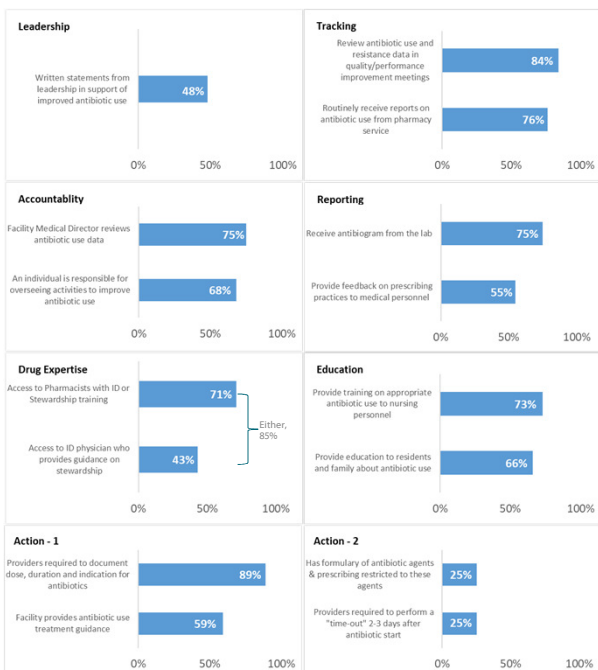 Leadership
Written statements from
leadership in support of
improved antibiotic use
48%
0%
50%
100%
Tracking
Review antibiotic use and
resistance data in
quality/performance
improvement meetings
84%
Routinely receive reports on
antibiotic use from pharmacy
service
76%
0%
50%
100%
Accountablity
Facility Medical Director reviews
antibiotic use data
75%
An individual is responsible for
overseeing activities to improve
antibiotic use
68%
0%
50%
100%
Reporting
Receive antibiogram from the lab
75%
Provide feedback on prescribing
practices to medical personnel
55%
0%
50%
100%
Drug Expertise
Access to Pharmacists with ID or
Stewardship training
71%
Access to ID physician who
provides guidance on
stewardship
43%
Either,
85%
0%
50%
100%
Education
Provide training on appropriate
antibiotic use to nursing
personnel
73%
Provide education to residents
and family about antibiotic use
66%
0%
50%
100%
Action - 1
Providers required to document
dose, duration and indication for
antibiotics
89%
Facility provides antibiotic use
treatment guidance
59%
0%
50%
100%
Action - 2
Has formulary of antibiotic agents
& prescribing restricted to these
agents
25%
Providers required to perform a
"time-out" 2-3 days after
antibiotic start
25%
0%
50%
100%